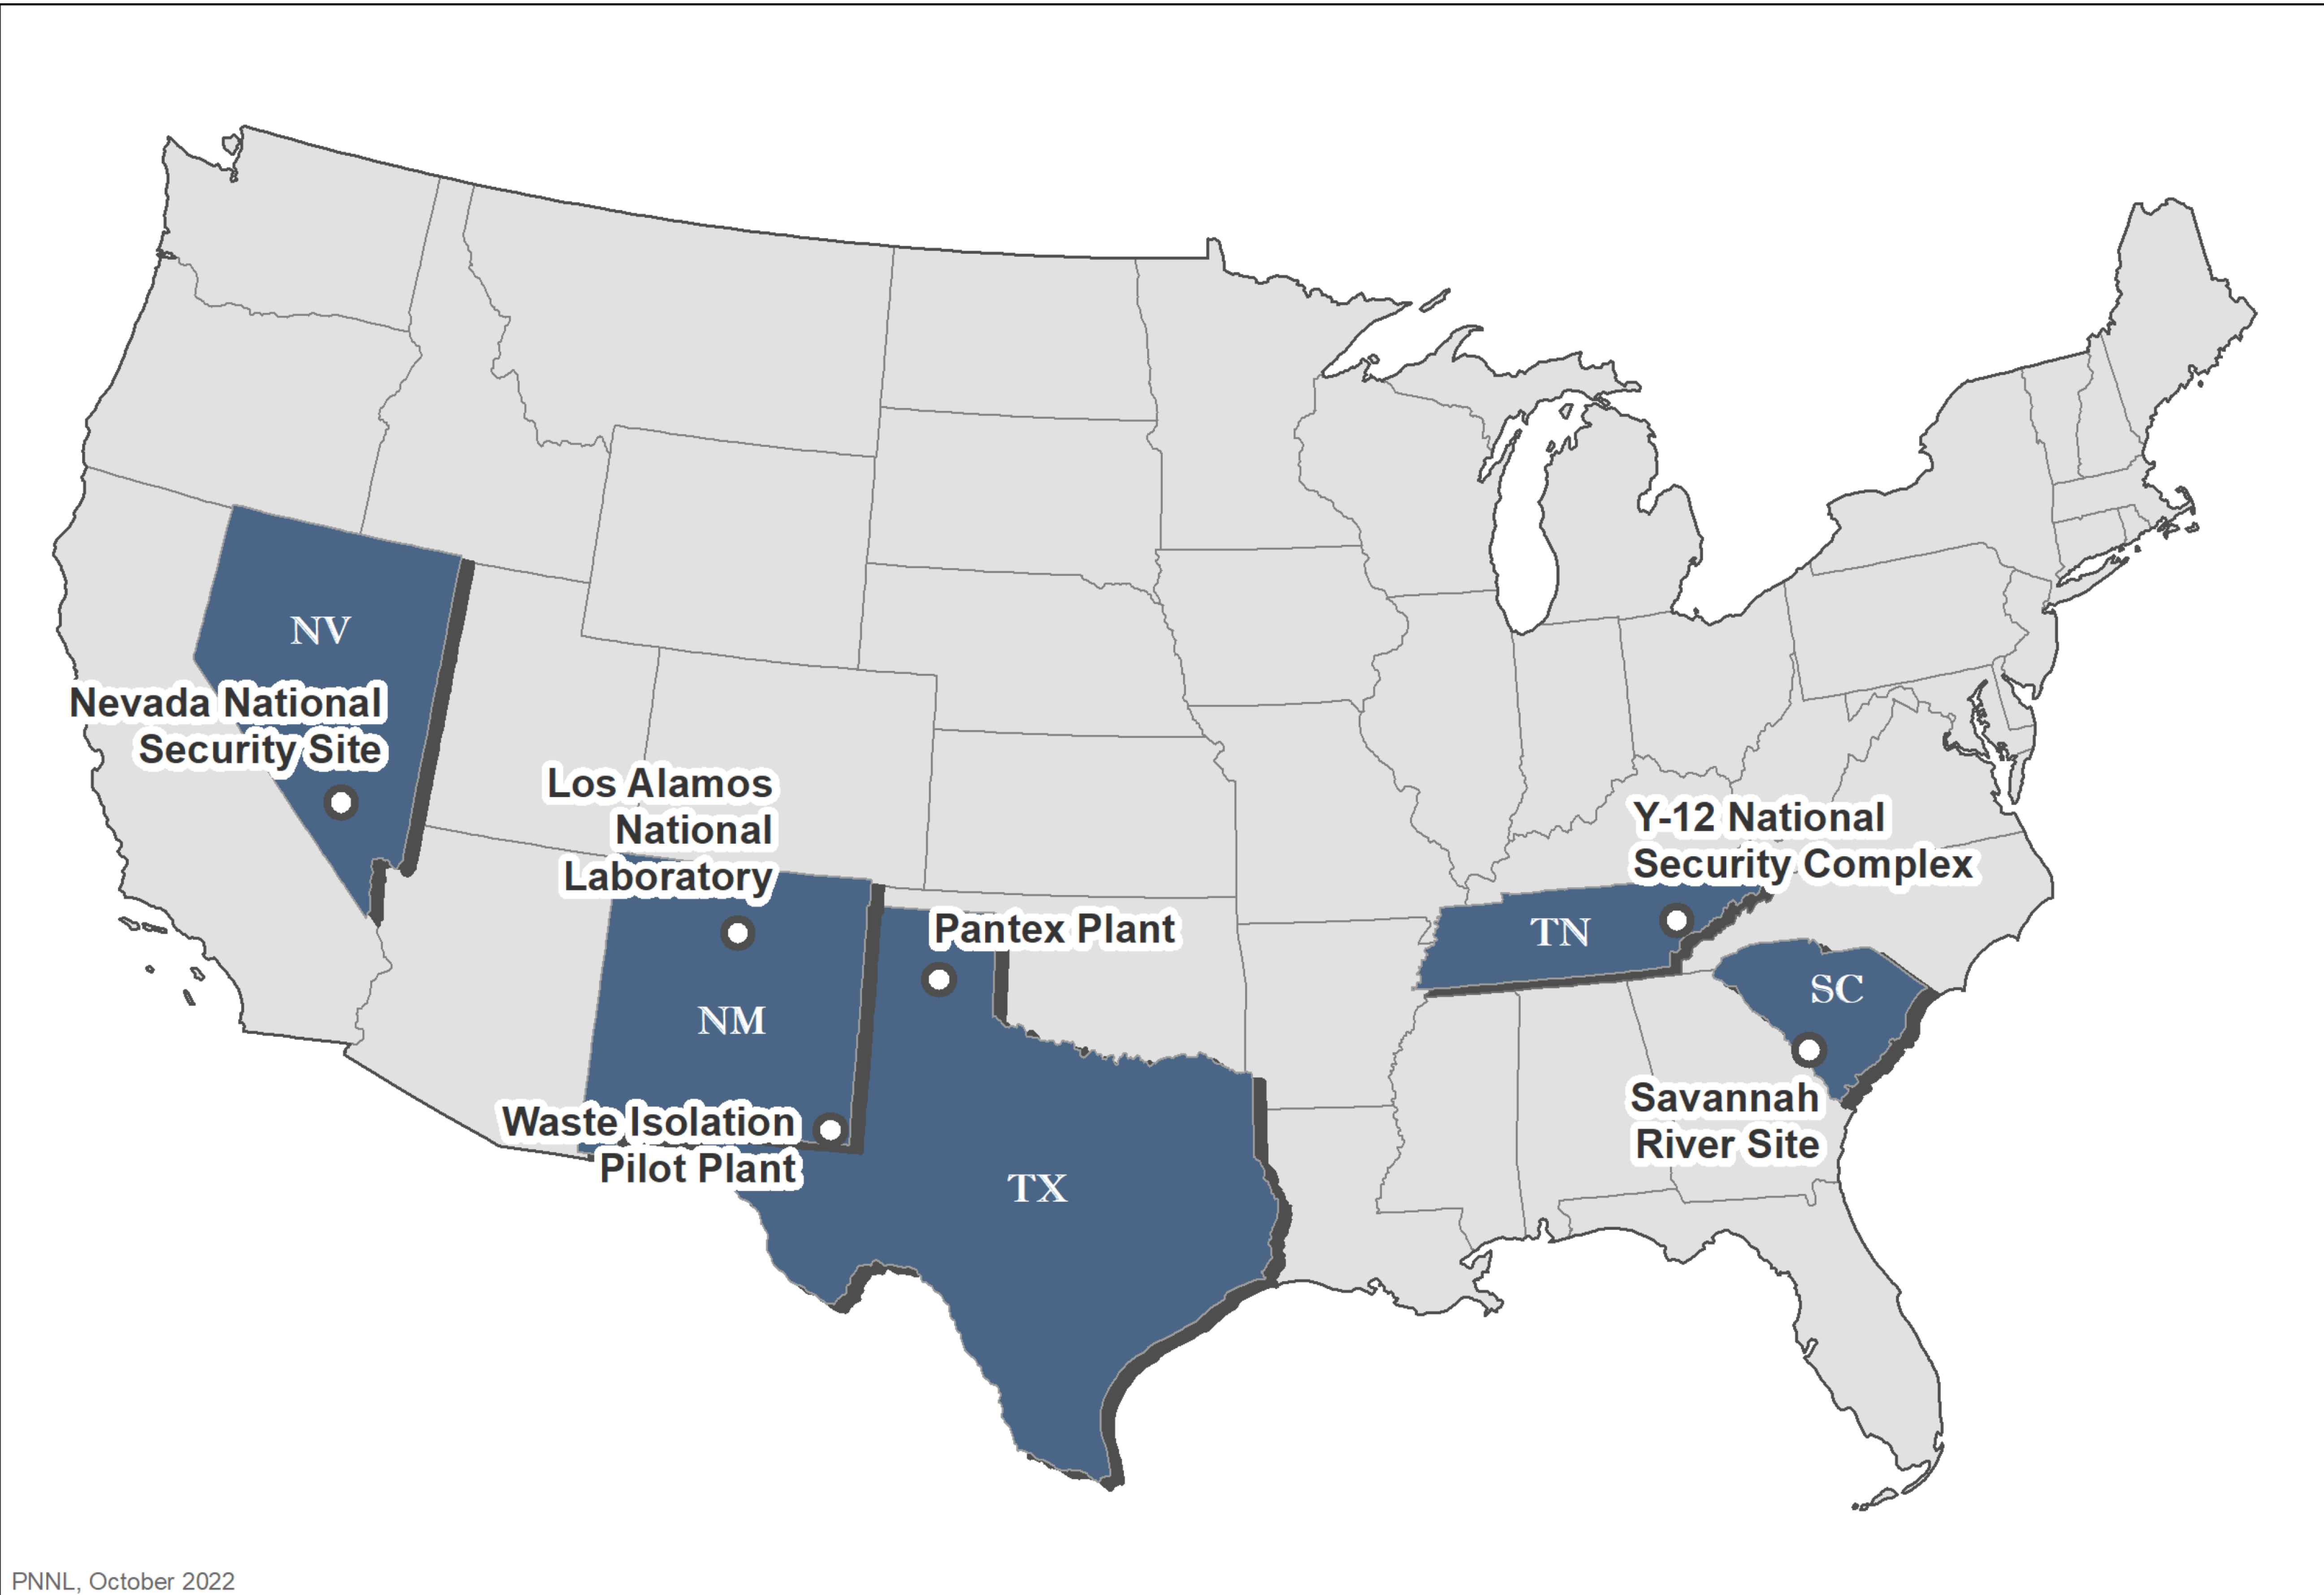 NV
Nevada National
Security Site
Los Alamos
National
Laboratory
NM
Waste Isolation
Pilot Plant
Pantex Plant
TX
Y-12 National
Security Complex
TN
SC
Savannah
River Site
PNNL, October 2022